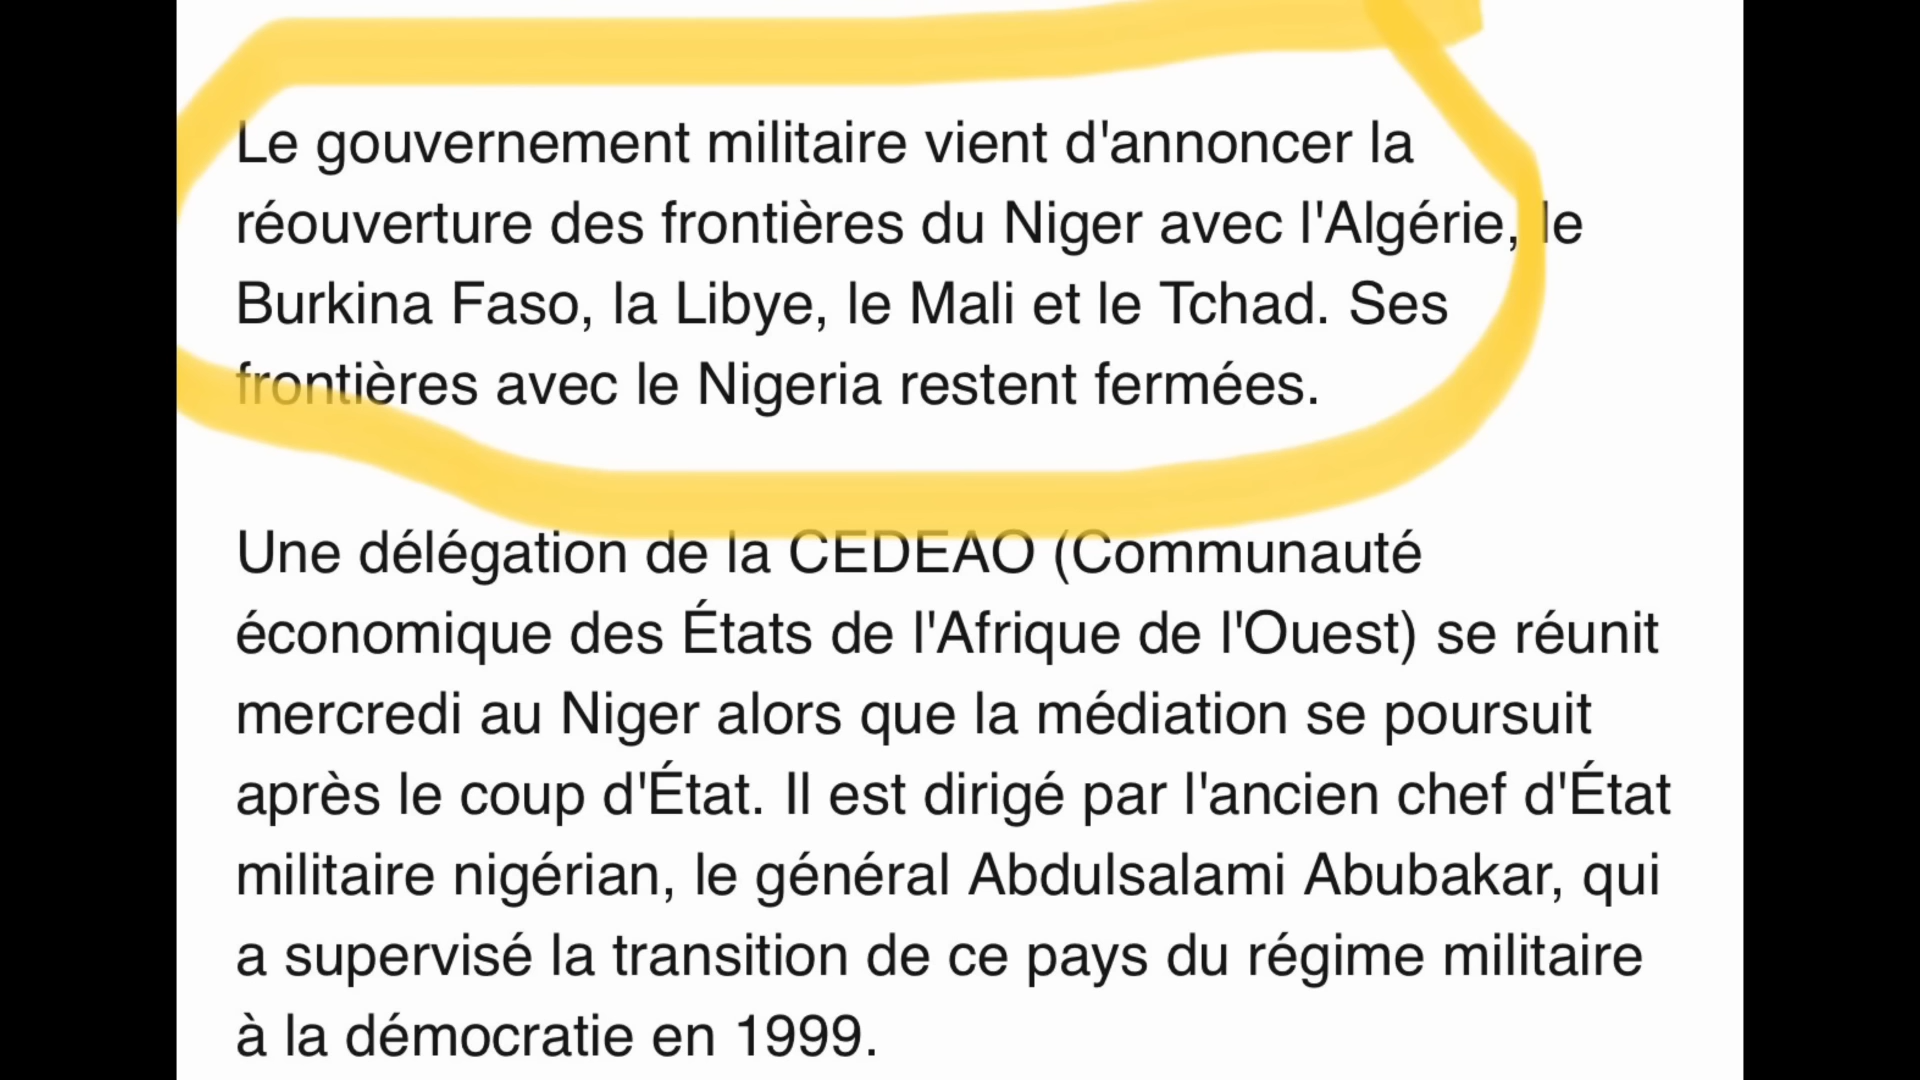 Le gouvernement militaire vient d'annoncer la
réouverture des frontières du Niger avec l'Algérie, le
Burkina Faso, la Libye, le Mali et le Tchad. Ses
frontières avec le Nigeria restent fermées.
Une délégation de la CEDEAO (Communauté
économique des États de l'Afrique de l'Ouest) se réunit
mercredi au Niger alors que la médiation se poursuit
après le coup d'État. Il est dirigé par l'ancien chef d'État
militaire nigérian, le général Abdulsalami Abubakar, qui
a supervisé la transition de ce pays du régime militaire
à la démocratie en 1999.